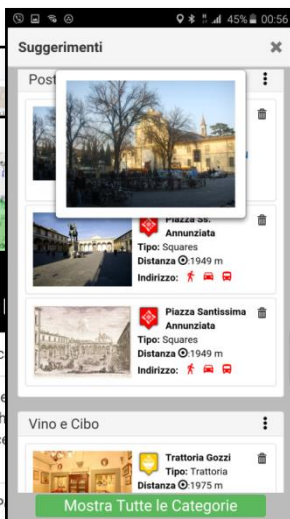 45% 00:56
Suggerimenti
Post
Piazza Ss.
Annunziata
Tipo: Squares
Distanza :1949 m
Indirizzo:
Piazza Santissima
Annunziata
Tipo: Squares
Distanza :1949 m
Indirizzo:
Vino e Cibo
Trattoria Gozzi
Tipo: Trattoria
Distanza :1975 m
Mostra Tutte le Categorie